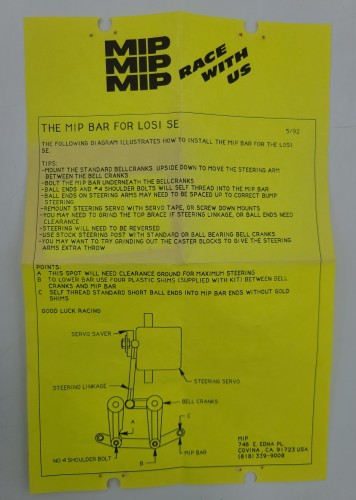 MIP
MIP
MIP
RACE
WITH
US
THE MIP BAR FOR LOSI SE
5/92
THE FOLLOWING DIAGRAM ILLUSTRATES HOW TO INSTALL THE MIP BAR FOR THE LOSI
SE.
TIPS:
-MOUNT THE STANDARD BELLCRANKS, UPSIDE DOWN TO MOVE THE STEERING ARM
BETWEEN THE BELL CRANKS
-BOLT THE MIP BAR UNDERNEATH THE BELLCRANKS
-BALL ENDS AND #4 SHOULDER BOLTS WILL SELF THREAD INTO THE MIP BAR
-BALL ENDS ON STEERING ARMS MAY NEED TO BE SPACED UP TO CORRECT BUMP
STEERING
-REMOUNT STEERING SERVO WITH SERVO TAPE, OR SCREW DOWN MOUNTS
-YOU MAY NEED TO GRIND THE TOP BRACE IF STEERING LINKAGE, OR BALL ENDS NEED
CLEARANCE
-STEERING WILL NEED TO BE REVERSED
-USE STOCK STEERING POST WITH STANDARD OR BALL BEARING BELL CRANKS
-YOU MAY WANT TO TRY GRINDING OUT THE CASTER BLOCKS TO GIVE THE STEERING
ARMS EXTRA THROW
POINTS:
A THIS SPOT WILL NEED CLEARANCE GROUND FOR MAXIMUM STEERING
B TO LOWER BAR USE FOUR PLASTIC SHIMS (SUPPLIED WITH KIT) BETWEEN BELL
CRANKS AND MIP BAR
C SELF THREAD STANDARD SHORT BALL ENDS INTO MIP BAR ENDS WITHOUT GOLD
SHIMS
GOOD LUCK RACING
SERVO SAVER
STEERING SERVO
STEERING LINKAGE
BELL CRANKS
A
C
MIP BAR
NO 4 SHOULDER BOLT
B
MIP
746 E. EDNA PL.
COVINA, CA. 91723 USA
(818) 339-9008